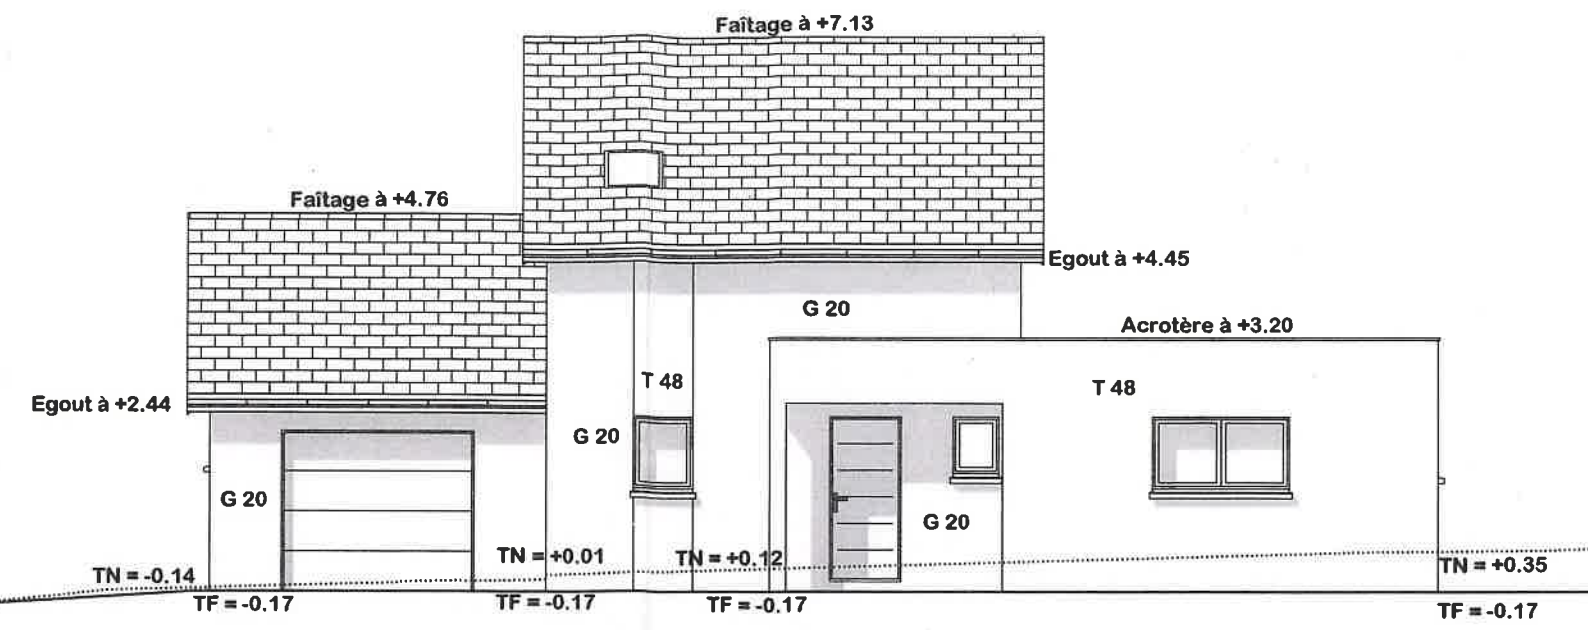 Faîtage à +7.13
Faîtage à +4.76
Egout à +4.45
G 20
Acrotère à +3.20
T 48
T 48
Egout à +2.44
G 20
G 20
G 20
TN = +0.01
TN = +0.12
TN = +0.35
TN = -0.14
TF = -0.17
TF = -0.17
TF = -0.17
TF = -0.17